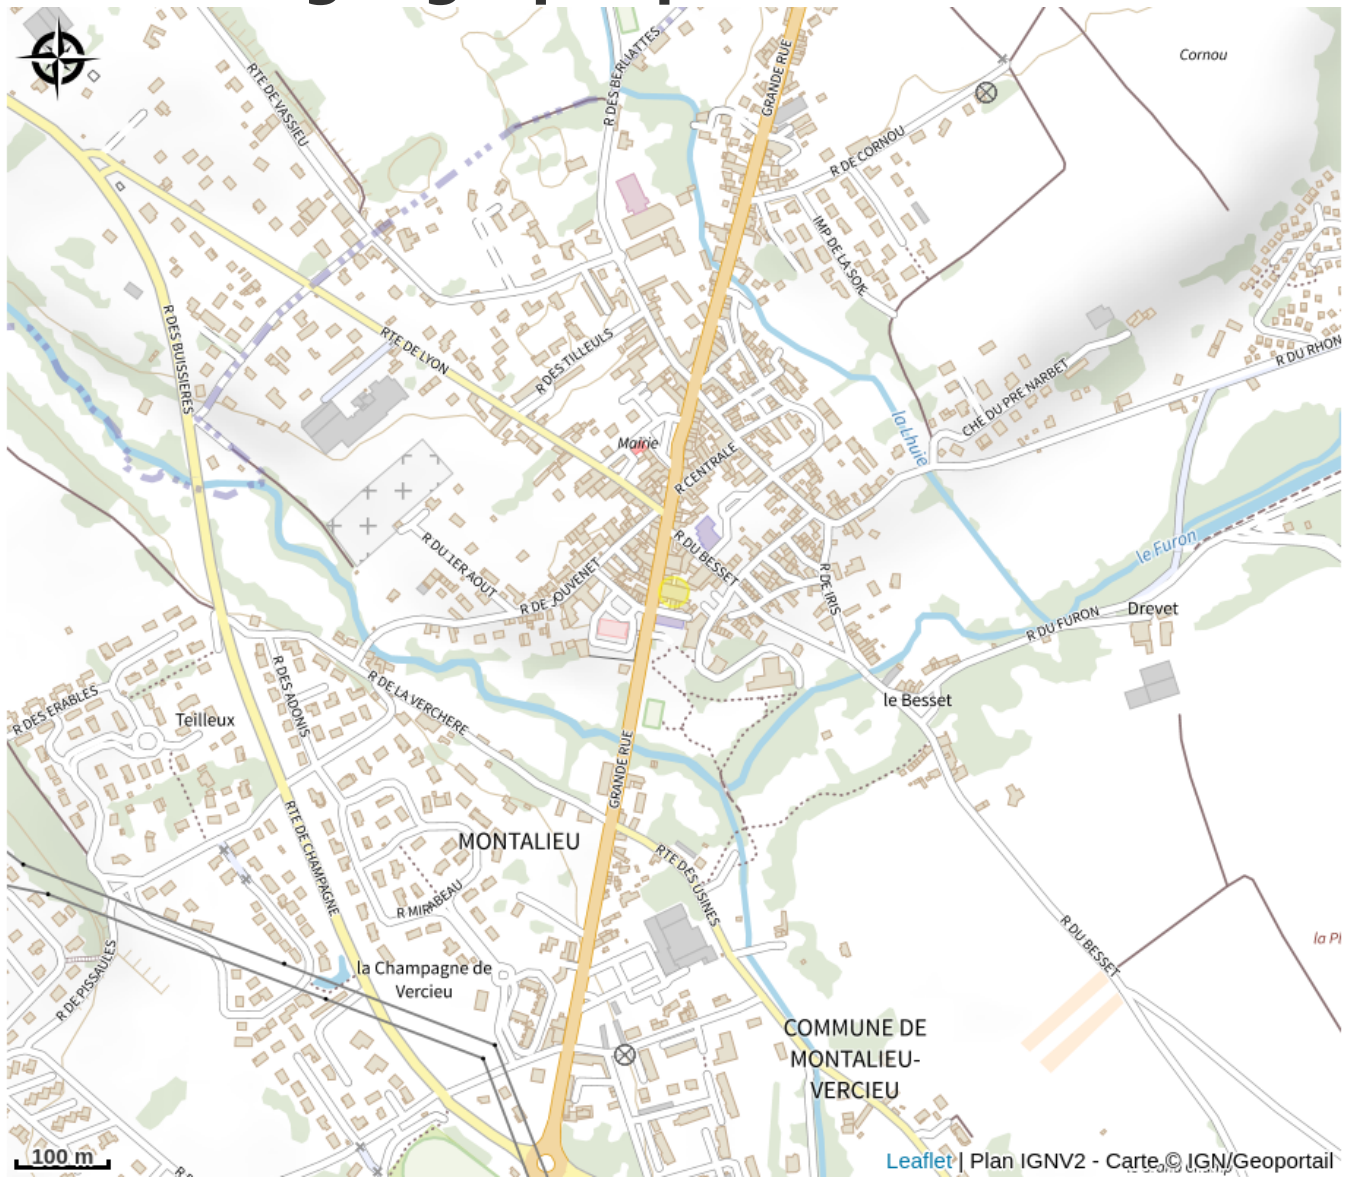 Cornou
R DES BERLIATTES
GRANDE RUE
RTE DE VASSIEU
R DE CORNOU
IMP DE LA SOIE
R DES BUISSIERES
RTE DE LYON
R DES TILLEULS
R DU RHON
CHE DU PRE NARBET
la Lhuie
Mairie
R CENTRALE
R DU 1ER AOUT
R DU BESSET
le Furon
R DE JOUVENET
R DE IRIS
Drevet
R DU FURON
R DES ERABLES
Teilleux
R DES ADONIS
R DE LA VERCHERE
le Besset
GRANDE RUE
RTE DE CHAMPAGNE
MONTALIEU
RTE DES USINES
R MIRABEAU
R DU BESSET
la Pl
R DE PISSAULES
la Champagne de
Vercieu
COMMUNE DE
MONTALIEU-
VERCIEU
100 m
Leaflet | Plan IGNV2 - Carte © IGN/Geoportail